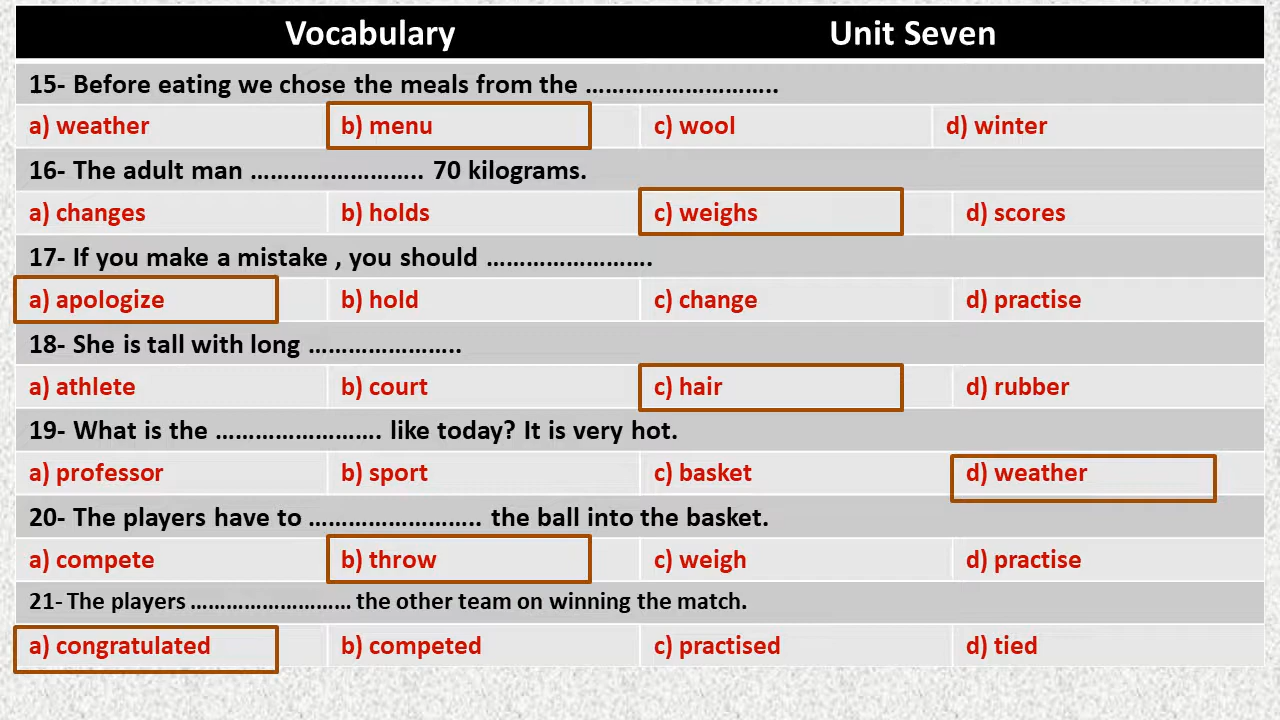 Vocabulary Unit Seven
15- Before eating we chose the meals from the ………………………..
a) weather b) menu c) wool d) winter
16- The adult man …………………….. 70 kilograms.
a) changes b) holds c) weighs d) scores
17- If you make a mistake , you should …………………….
a) apologize b) hold c) change d) practise
18- She is tall with long …………………..
a) athlete b) court c) hair d) rubber
19- What is the ……………………. like today? It is very hot.
a) professor b) sport c) basket d) weather
20- The players have to …………………….. the ball into the basket.
a) compete b) throw c) weigh d) practise
21- The players ……………………… the other team on winning the match.
a) congratulated b) competed c) practised d) tied